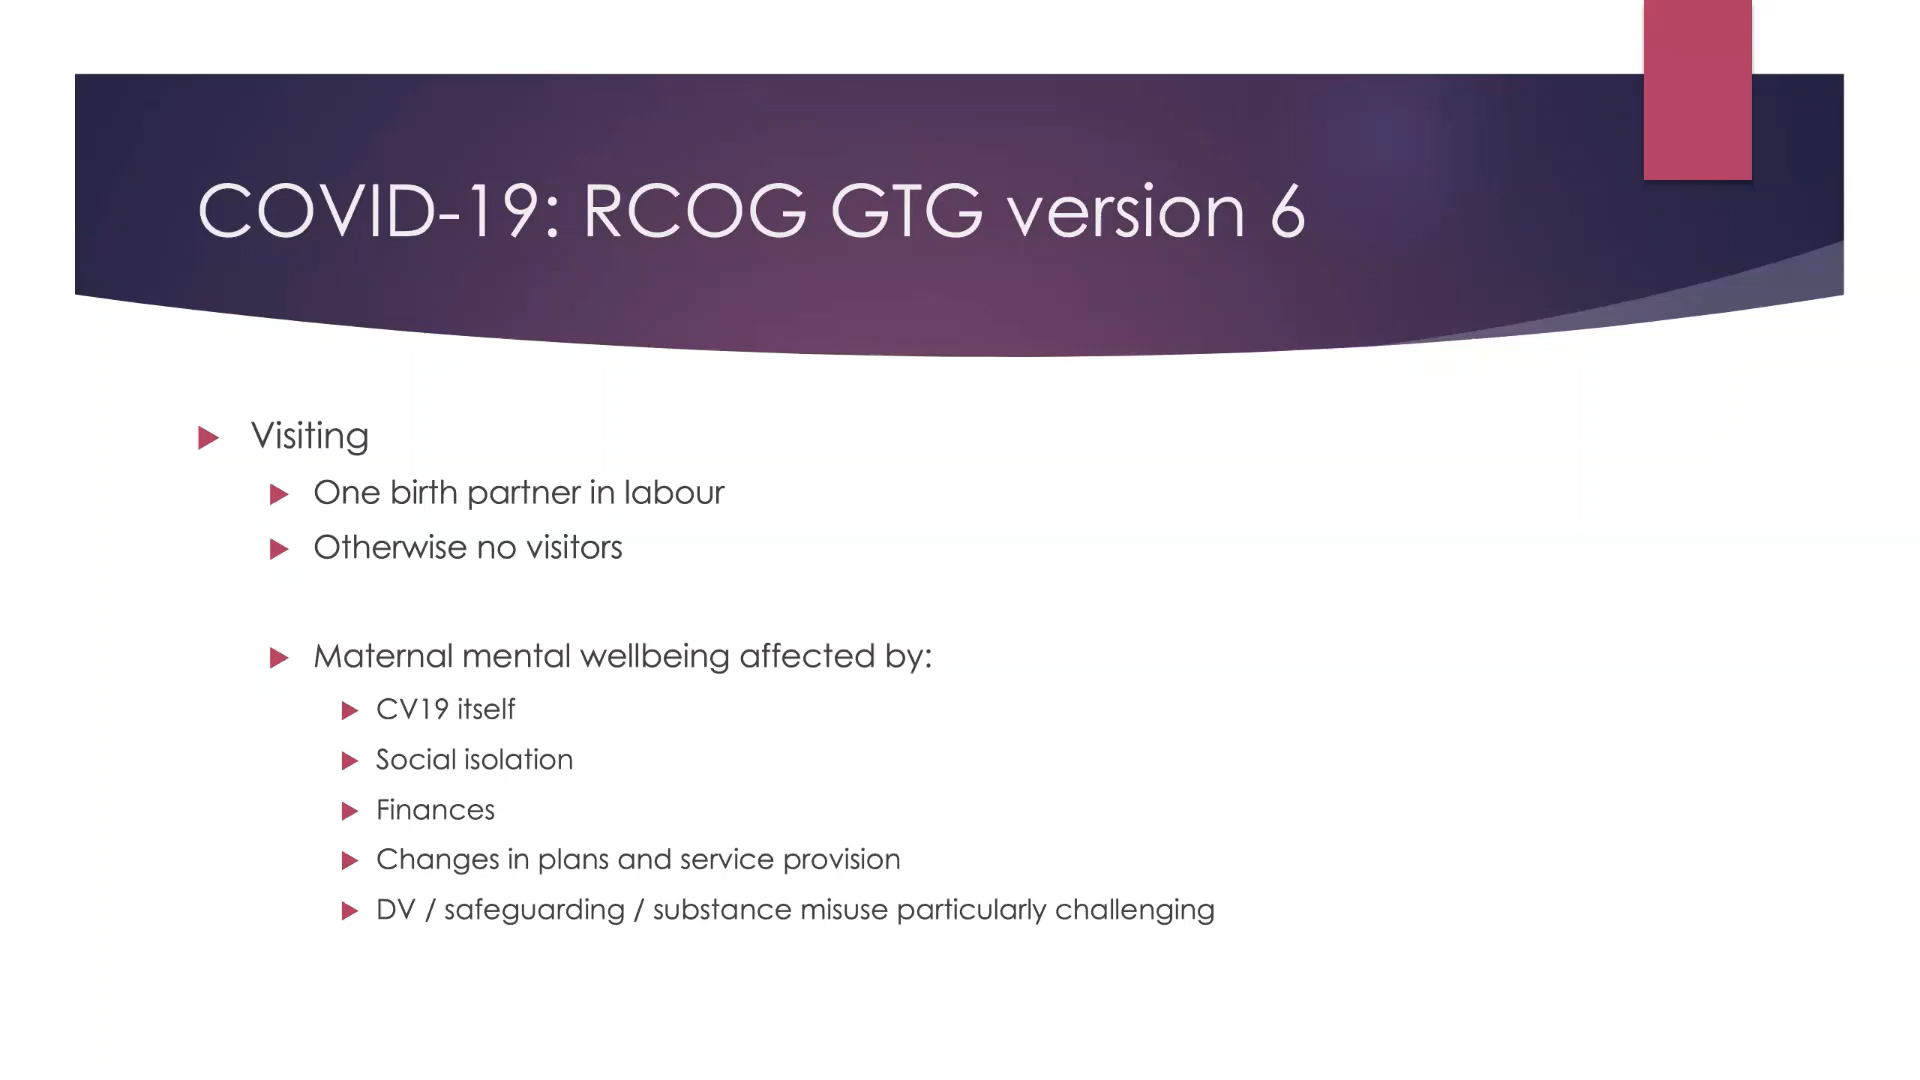 COVID-19: RCOG GTG version 6
Visiting
One birth partner in labour
Otherwise no visitors
Maternal mental wellbeing affected by:
CV19 itself
Social isolation
Finances
Changes in plans and service provision
DV / safeguarding / substance misuse particularly challenging